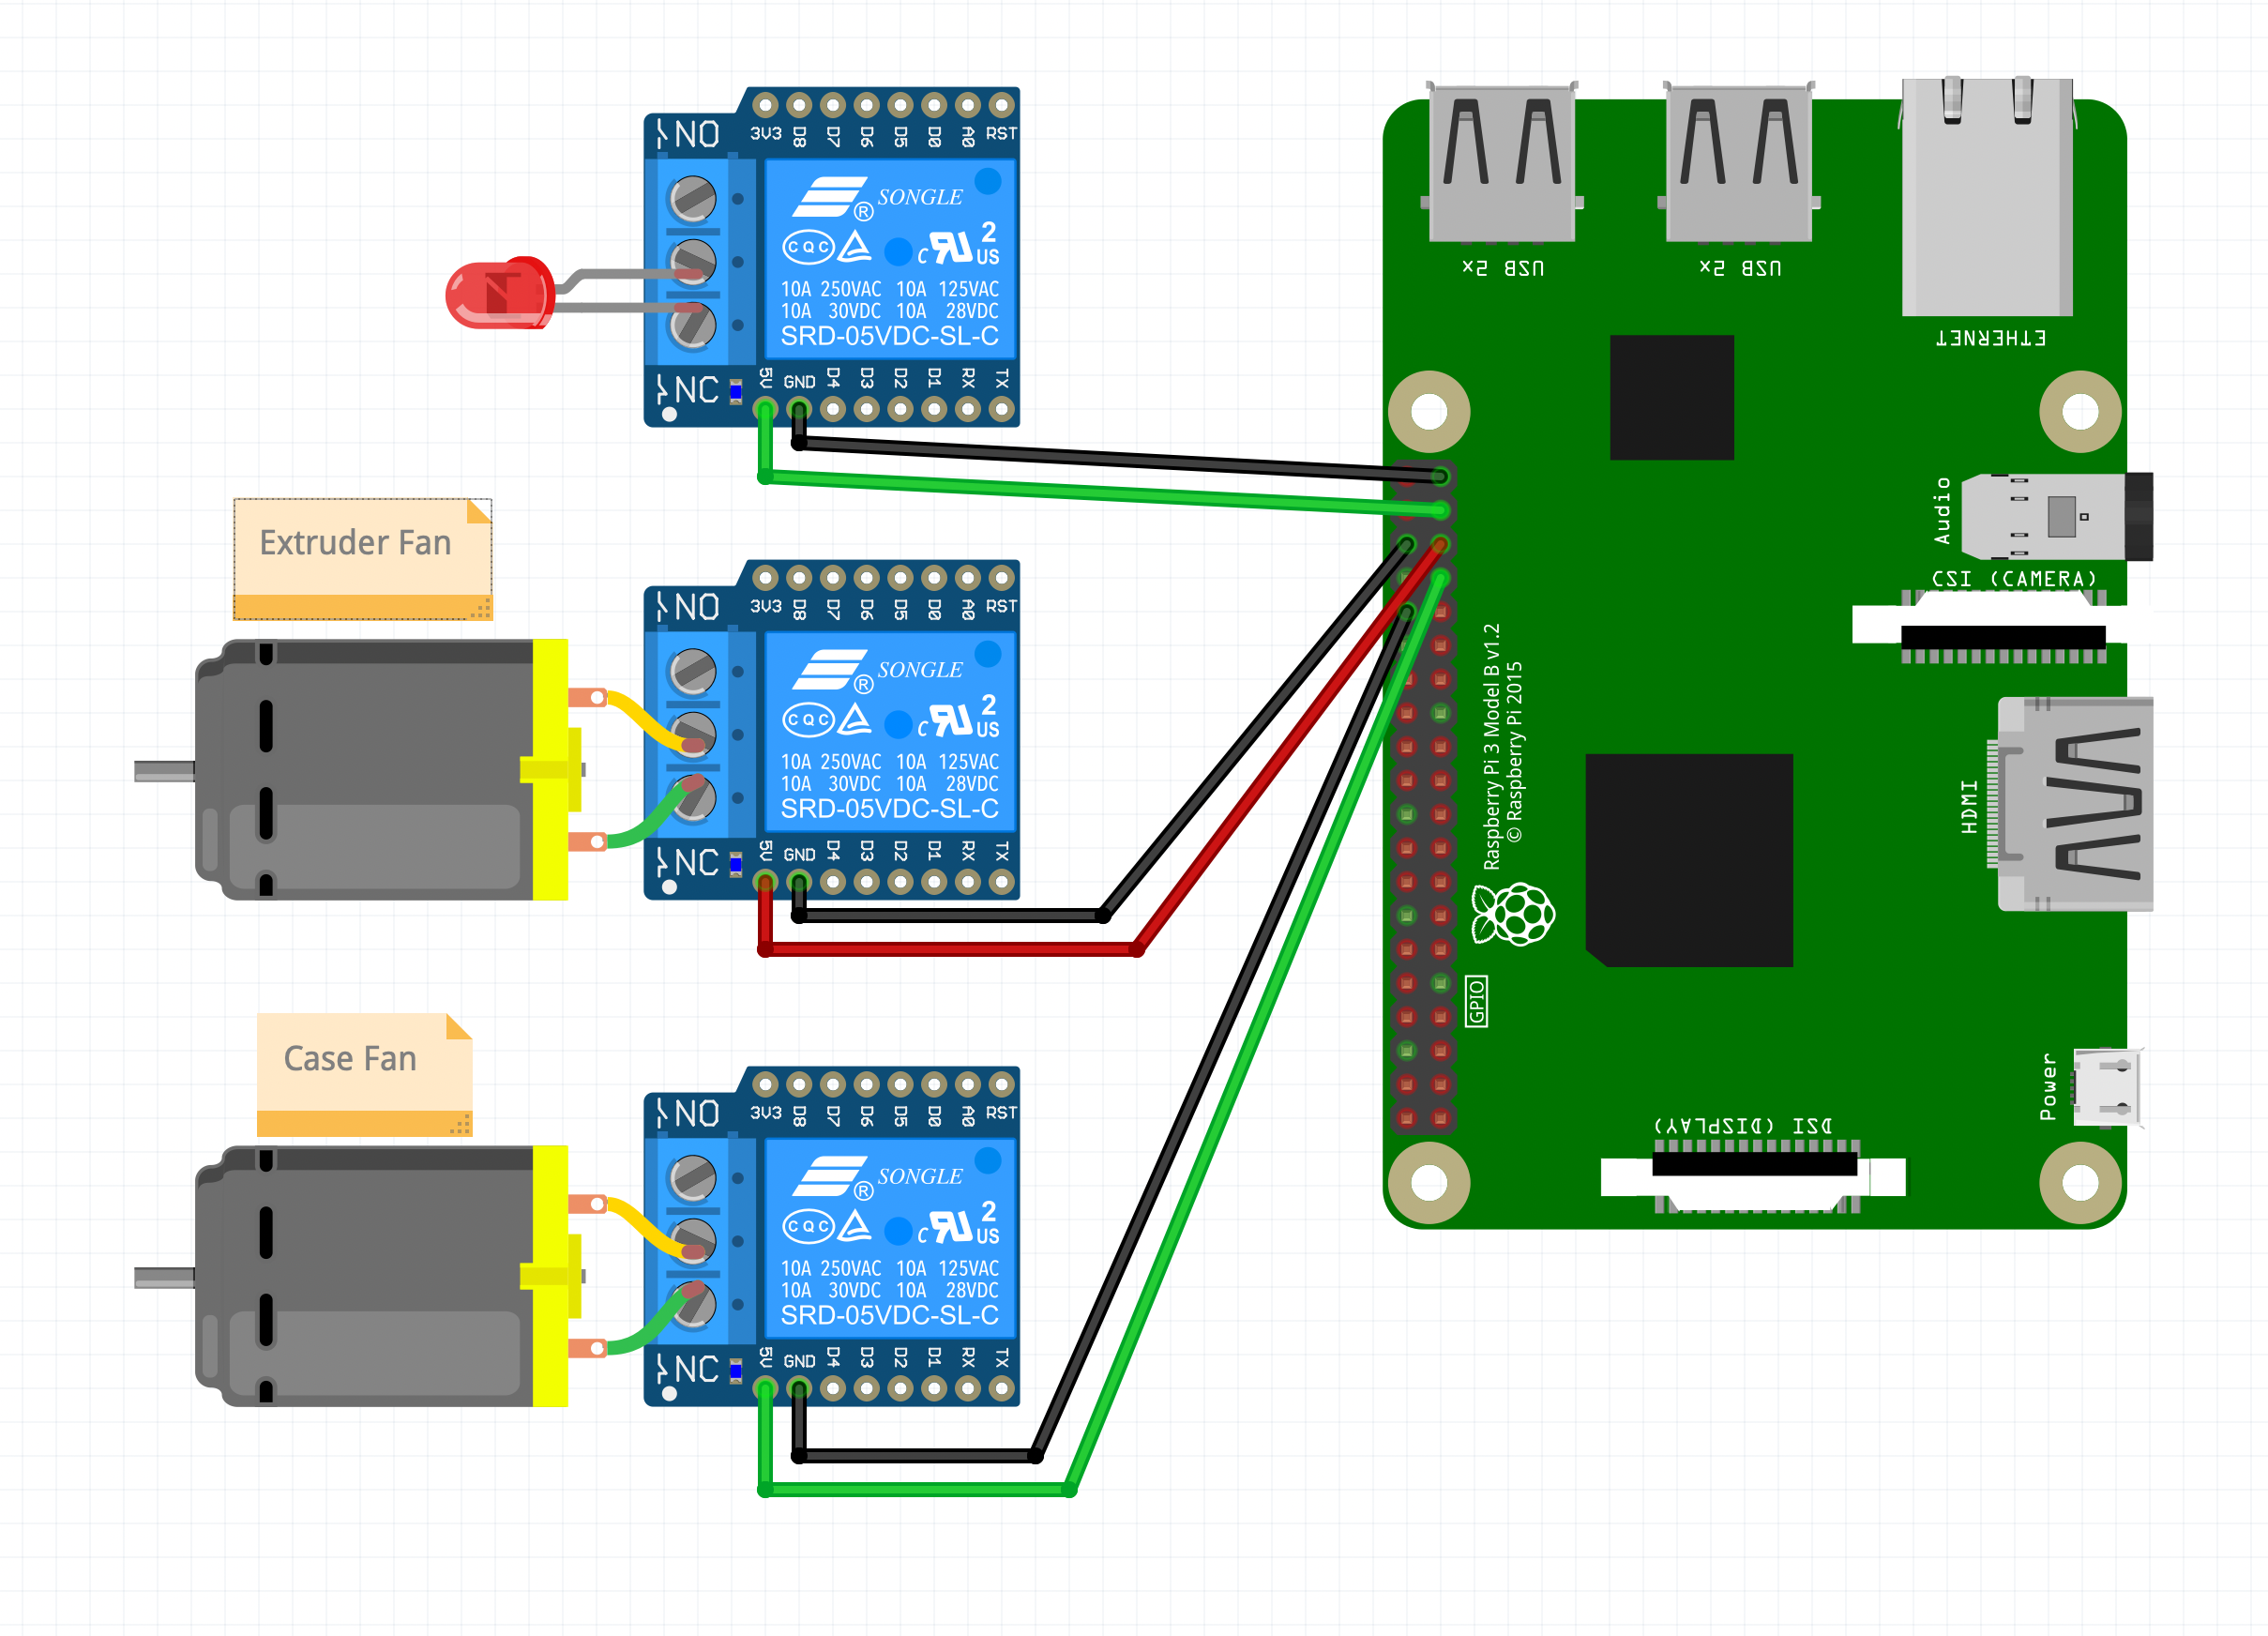 NO
3V3 D8 D7 D6 D5 D0 A0 RST
® SONGLE
CQC c RU 2 US
10A 250VAC 10A 125VAC
10A 30VDC 10A 28VDC
SRD-05VDC-SL-C
NC
5V GND D4 D3 D2 D1 RX TX
Extruder Fan
NO
3V3 D8 D7 D6 D5 D0 A0 RST
® SONGLE
CQC c RU 2 US
10A 250VAC 10A 125VAC
10A 30VDC 10A 28VDC
SRD-05VDC-SL-C
NC
5V GND D4 D3 D2 D1 RX TX
Case Fan
NO
3V3 D8 D7 D6 D5 D0 A0 RST
® SONGLE
CQC c RU 2 US
10A 250VAC 10A 125VAC
10A 30VDC 10A 28VDC
SRD-05VDC-SL-C
NC
5V GND D4 D3 D2 D1 RX TX
USB 2x
USB 2x
ETHERNET
Audio
CSI (CAMERA)
Raspberry Pi 3 Model B v1.2
© Raspberry Pi 2015
HDMI
GPIO
Power
DSI (DISPLAY)